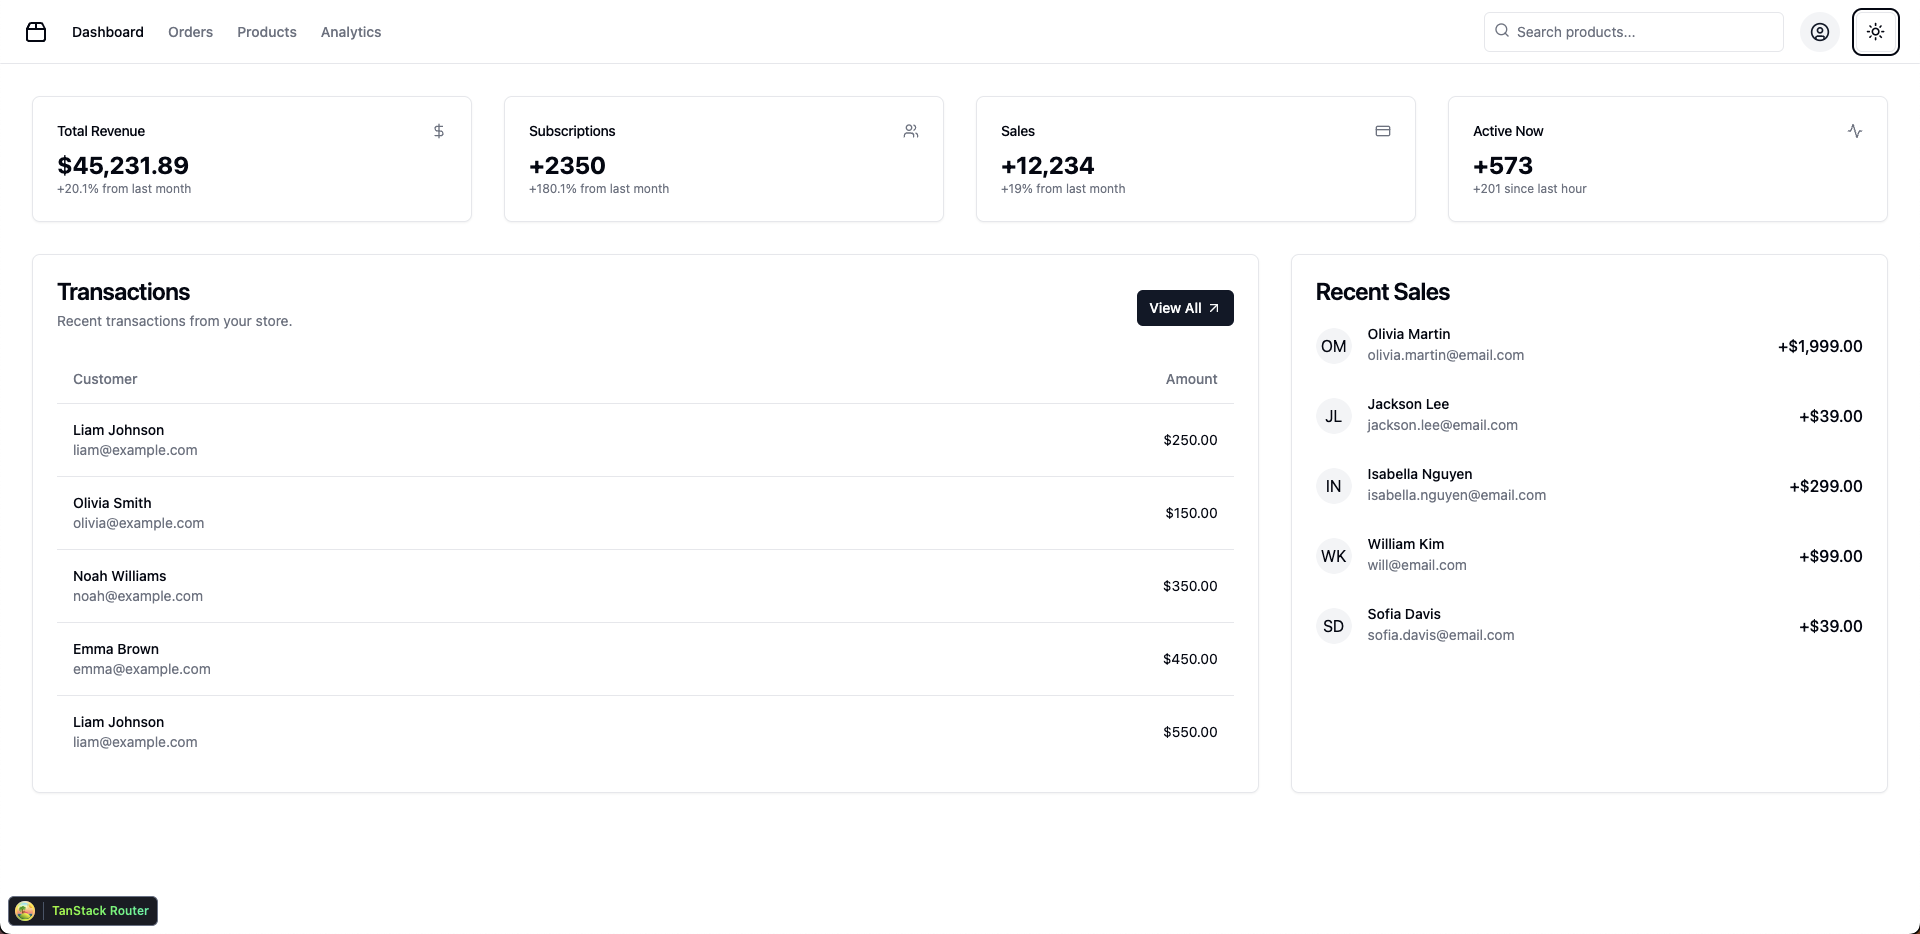 Dashboard Orders Products Analytics Search products...
Total Revenue
$45,231.89
+20.1% from last month
Subscriptions
+2350
+180.1% from last month
Sales
+12,234
+19% from last month
Active Now
+573
+201 since last hour
Transactions
Recent transactions from your store.
View All
Customer Amount
Liam Johnson
liam@example.com
$250.00
Olivia Smith
olivia@example.com
$150.00
Noah Williams
noah@example.com
$350.00
Emma Brown
emma@example.com
$450.00
Liam Johnson
liam@example.com
$550.00
Recent Sales
OM
Olivia Martin
olivia.martin@email.com
+$1,999.00
JL
Jackson Lee
jackson.lee@email.com
+$39.00
IN
Isabella Nguyen
isabella.nguyen@email.com
+$299.00
WK
William Kim
will@email.com
+$99.00
SD
Sofia Davis
sofia.davis@email.com
+$39.00
TanStack Router